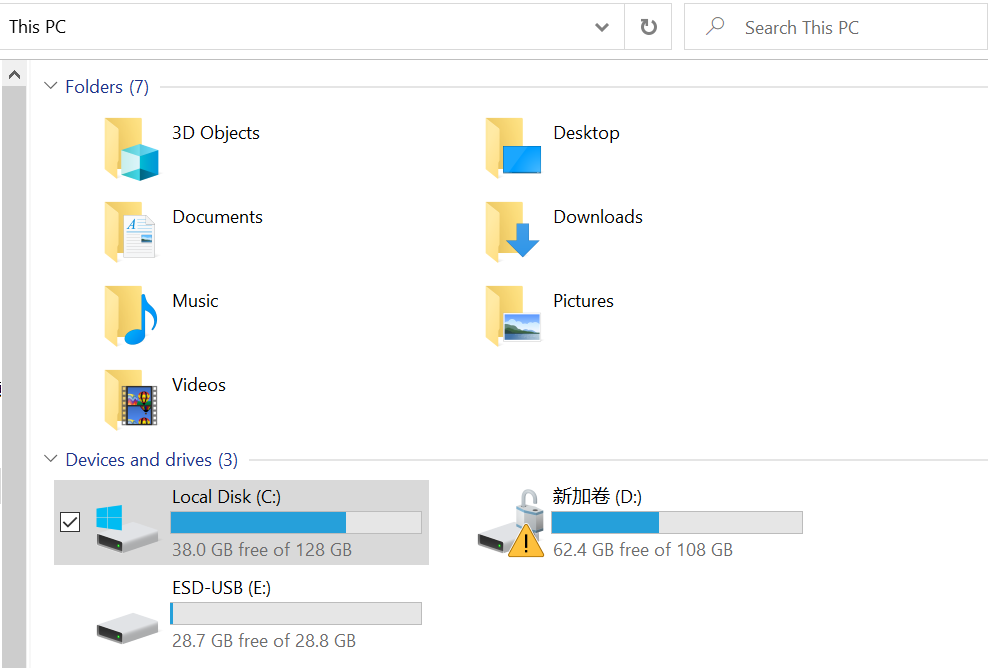 This PC
Search This PC
Folders (7)
3D Objects
Desktop
Documents
Downloads
Music
Pictures
Videos
Devices and drives (3)
Local Disk (C:)
38.0 GB free of 128 GB
新加卷 (D:)
62.4 GB free of 108 GB
ESD-USB (E:)
28.7 GB free of 28.8 GB